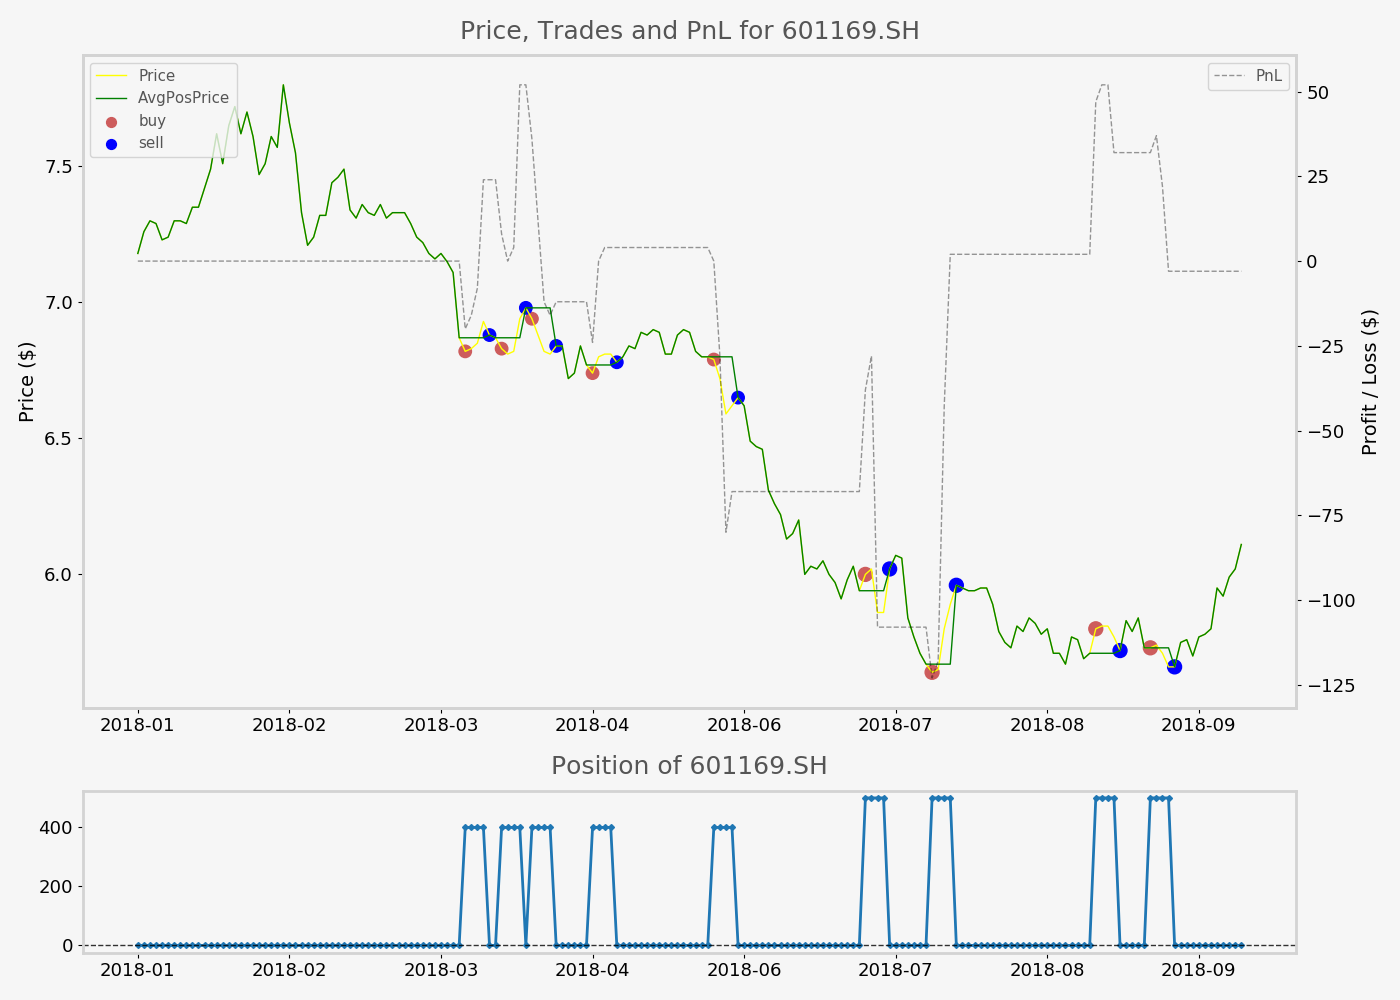 Price, Trades and PnL for 601169.SH
Price
AvgPosPrice
buy
sell
PnL
Price ($)
7.5
7.0
6.5
6.0
Profit / Loss ($)
50
25
0
−25
−50
−75
−100
−125
2018-01 2018-02 2018-03 2018-04 2018-06 2018-07 2018-08 2018-09
Position of 601169.SH
400
200
0
2018-01 2018-02 2018-03 2018-04 2018-06 2018-07 2018-08 2018-09